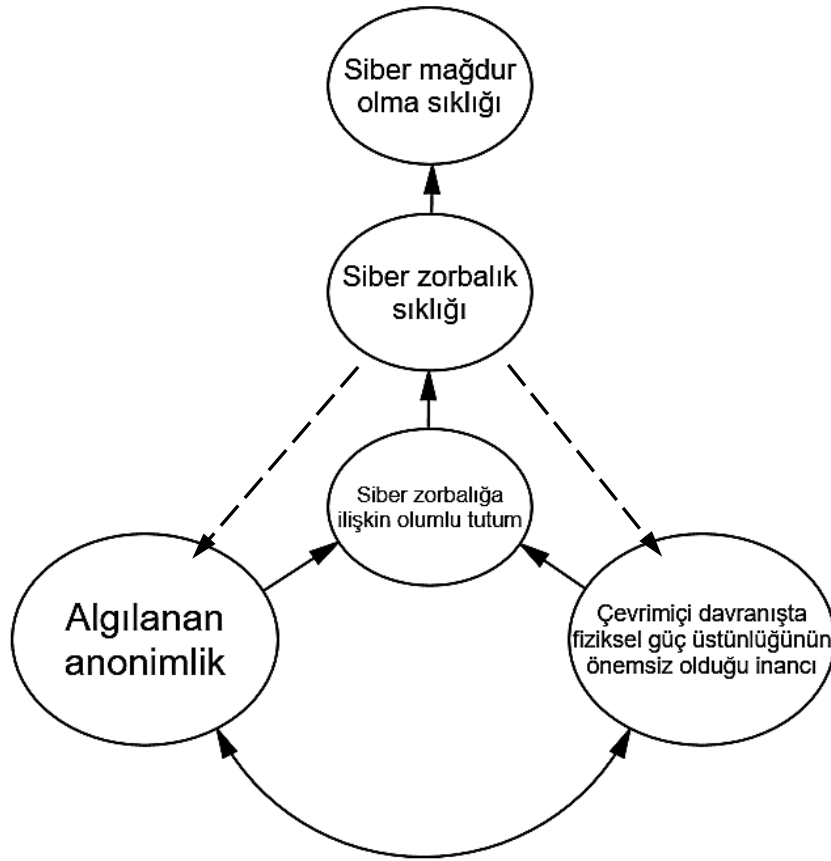 Siber mağdur
olma sıklığı
Siber zorbalık
sıklığı
Siber zorbalığa
ilişkin olumlu tutum
Algılanan
anonimlik
Çevrimiçi davranışta
fiziksel güç üstünlüğünün
önemsiz olduğu inancı